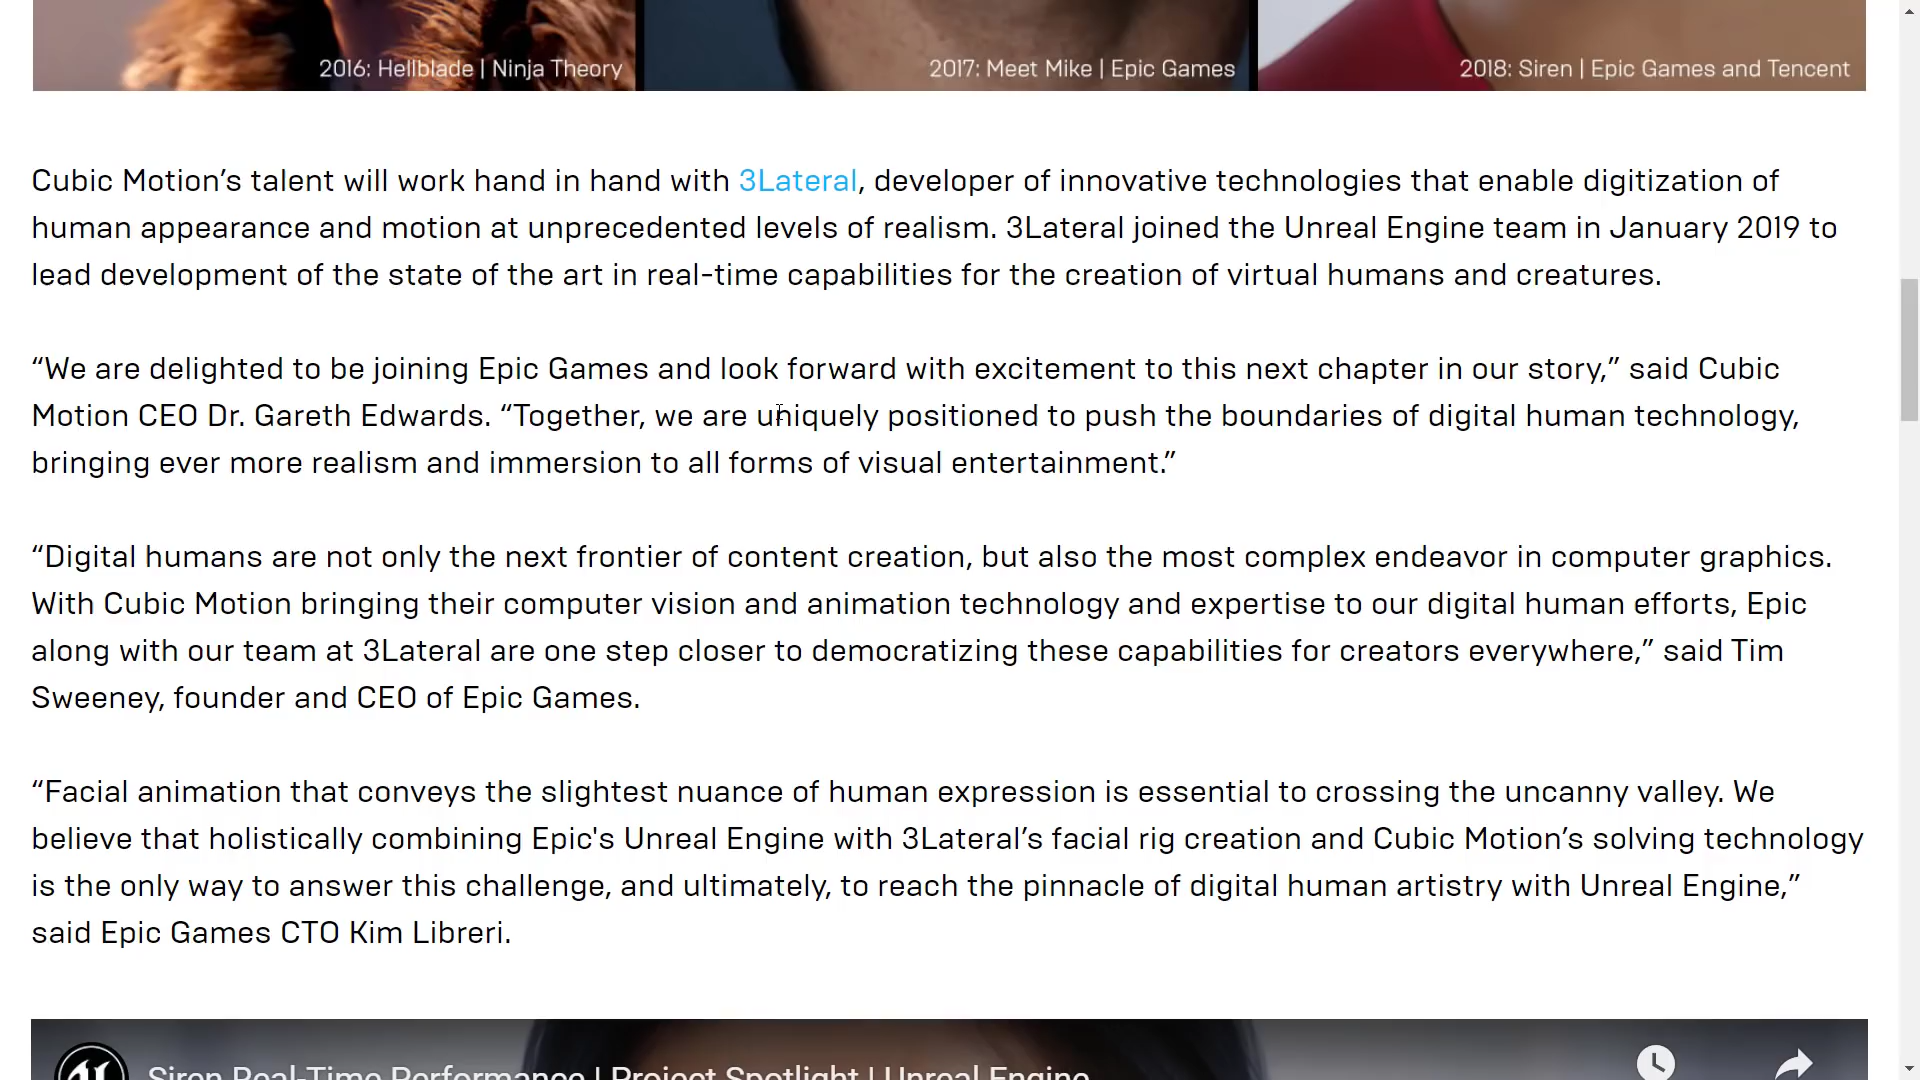 2016: Hellblade | Ninja Theory
2017: Meet Mike | Epic Games
2018: Siren | Epic Games and Tencent
Cubic Motion’s talent will work hand in hand with 3Lateral, developer of innovative technologies that enable digitization of
human appearance and motion at unprecedented levels of realism. 3Lateral joined the Unreal Engine team in January 2019 to
lead development of the state of the art in real-time capabilities for the creation of virtual humans and creatures.
“We are delighted to be joining Epic Games and look forward with excitement to this next chapter in our story,” said Cubic
Motion CEO Dr. Gareth Edwards. “Together, we are uniquely positioned to push the boundaries of digital human technology,
bringing ever more realism and immersion to all forms of visual entertainment.”
“Digital humans are not only the next frontier of content creation, but also the most complex endeavor in computer graphics.
With Cubic Motion bringing their computer vision and animation technology and expertise to our digital human efforts, Epic
along with our team at 3Lateral are one step closer to democratizing these capabilities for creators everywhere,” said Tim
Sweeney, founder and CEO of Epic Games.
“Facial animation that conveys the slightest nuance of human expression is essential to crossing the uncanny valley. We
believe that holistically combining Epic's Unreal Engine with 3Lateral’s facial rig creation and Cubic Motion’s solving technology
is the only way to answer this challenge, and ultimately, to reach the pinnacle of digital human artistry with Unreal Engine,”
said Epic Games CTO Kim Libreri.
Siren Real-Time Performance | Project Spotlight | Unreal Engine